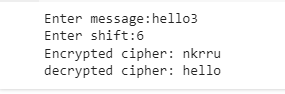 Enter message:hello3
Enter shift:6
Encrypted cipher: nkrru
decrypted cipher: hello